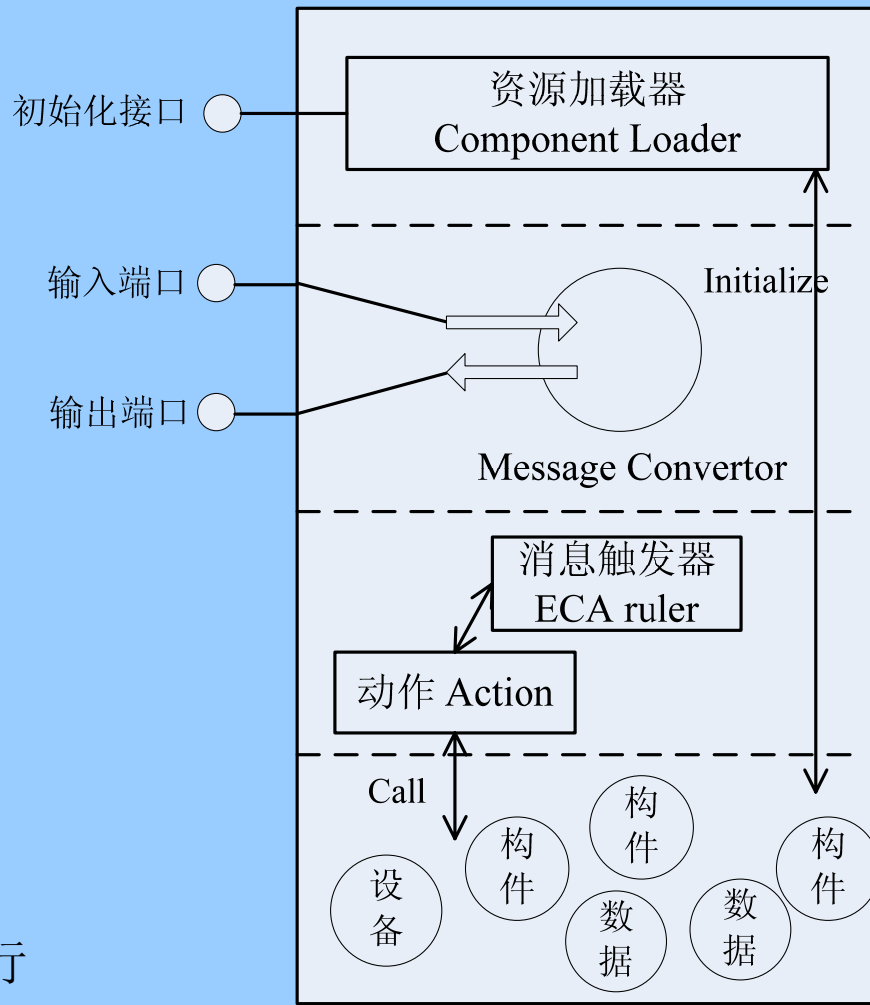 资源加载器
Component Loader
初始化接口
输入端口
Initialize
输出端口
Message Convertor
消息触发器
ECA ruler
动作 Action
Call
构
件
构
件
构
件
设
备
数
据
数
据
行